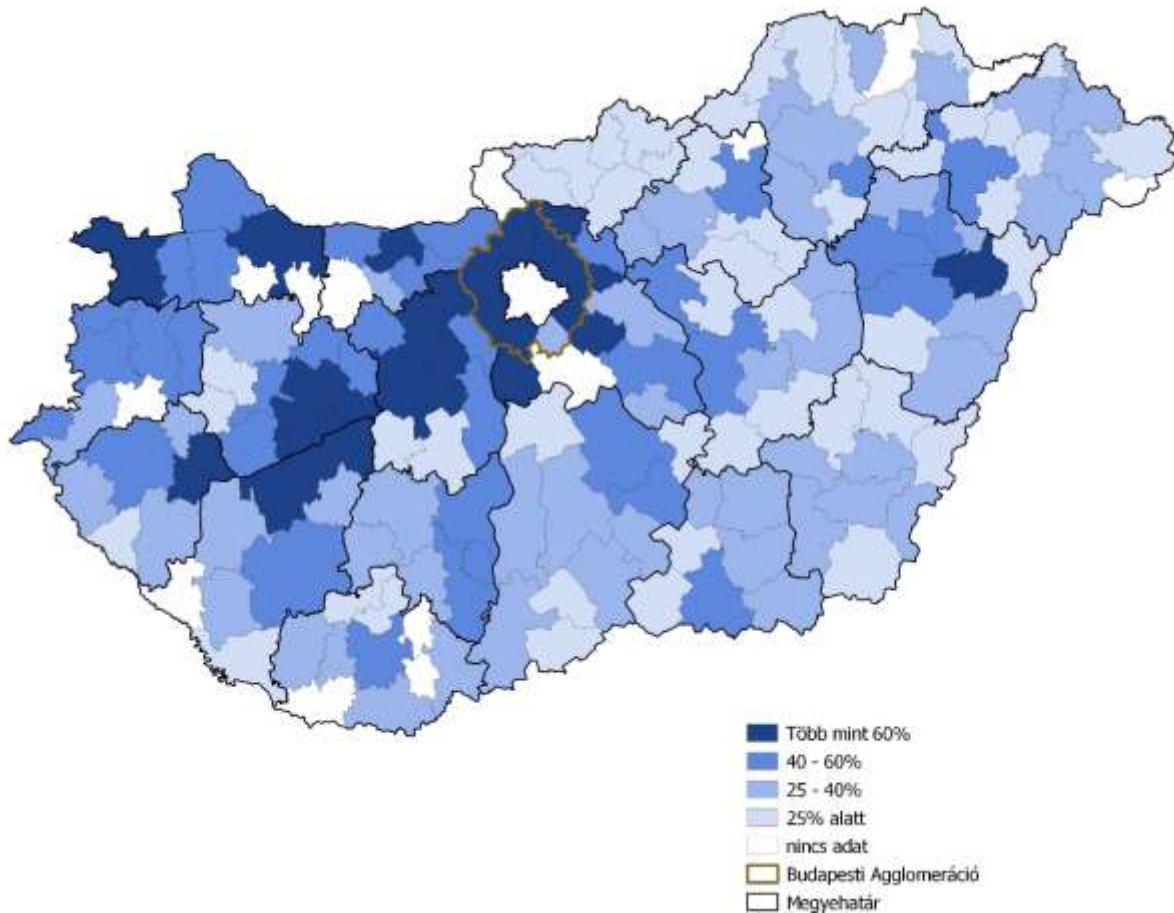 Több mint 60%
40 - 60%
25 - 40%
25% alatt
nincs adat
Budapesti Agglomeráció
Megyehatár